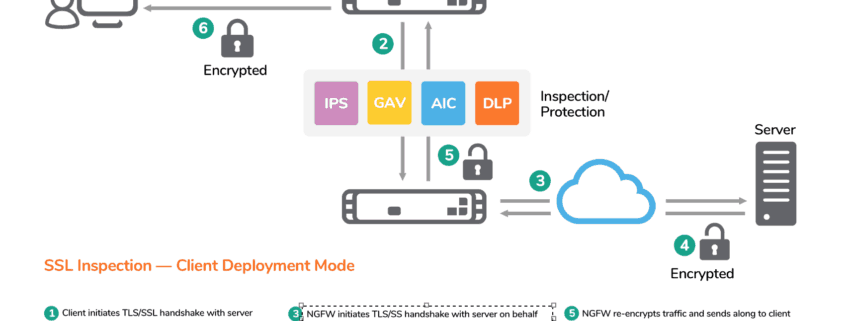 6
Encrypted
2
IPS
GAV
AIC
DLP
Inspection/
Protection
5
Server
3
4
Encrypted
SSL Inspection — Client Deployment Mode
1 Client initiates TLS/SSL handshake with server
3 NGFW initiates TLS/SS handshake with server on behalf
5 NGFW re-encrypts traffic and sends along to client